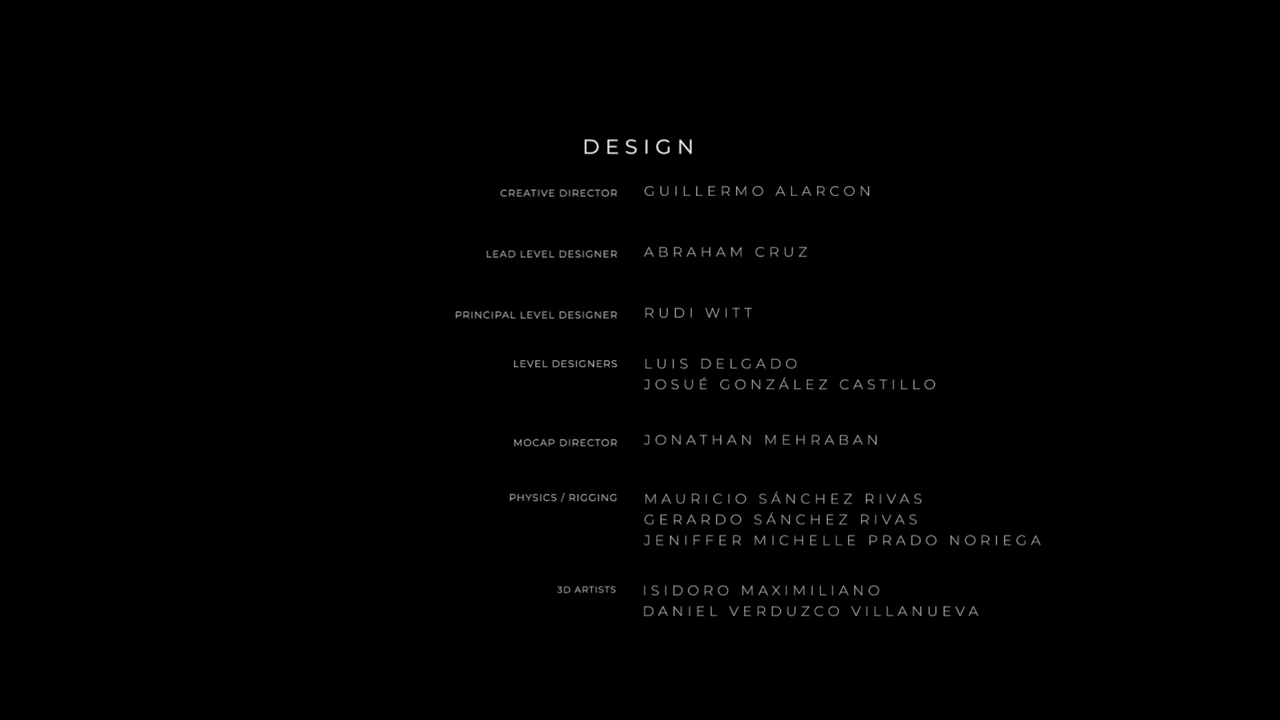 DESIGN
CREATIVE DIRECTOR GUILLERMO ALARCON
LEAD LEVEL DESIGNER ABRAHAM CRUZ
PRINCIPAL LEVEL DESIGNER RUDI WITT
LEVEL DESIGNERS LUIS DELGADO
JOSUÉ GONZÁLEZ CASTILLO
MOCAP DIRECTOR JONATHAN MEHRABAN
PHYSICS / RIGGING MAURICIO SÁNCHEZ RIVAS
GERARDO SÁNCHEZ RIVAS
JENIFFER MICHELLE PRADO NORIEGA
3D ARTISTS ISIDORO MAXIMILIANO
DANIEL VERDUZCO VILLANUEVA